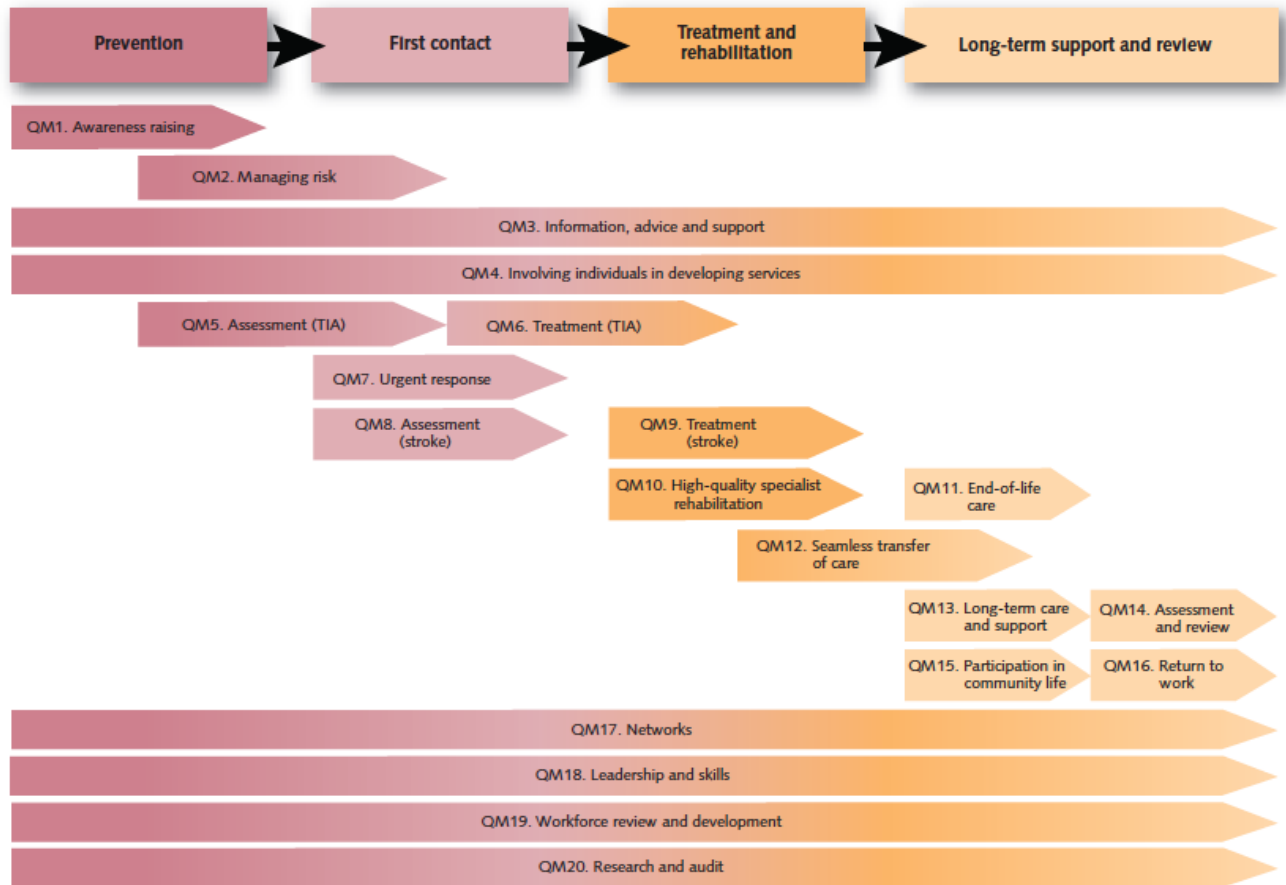 Prevention
First contact
Treatment and
rehabilitation
Long-term support and review
QM1. Awareness raising
QM2. Managing risk
QM3. Information, advice and support
QM4. Involving individuals in developing services
QM5. Assessment (TIA)
QM6. Treatment (TIA)
QM7. Urgent response
QM8. Assessment
(stroke)
QM9. Treatment
(stroke)
QM10. High-quality specialist
rehabilitation
QM11. End-of-life
care
QM12. Seamless transfer
of care
QM13. Long-term care
and support
QM14. Assessment
and review
QM15. Participation in
community life
QM16. Return to
work
QM17. Networks
QM18. Leadership and skills
QM19. Workforce review and development
QM20. Research and audit